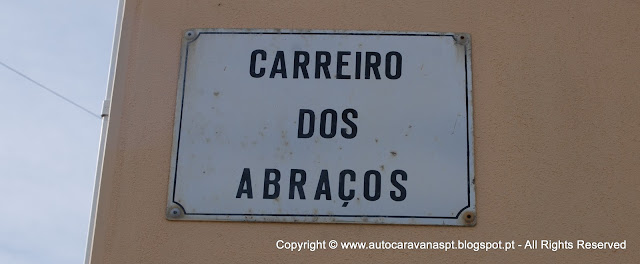 CARREIRO
DOS
ABRAÇOS
Copyright © www.autocaravanaspt.blogspot.pt - All Rights Reserved